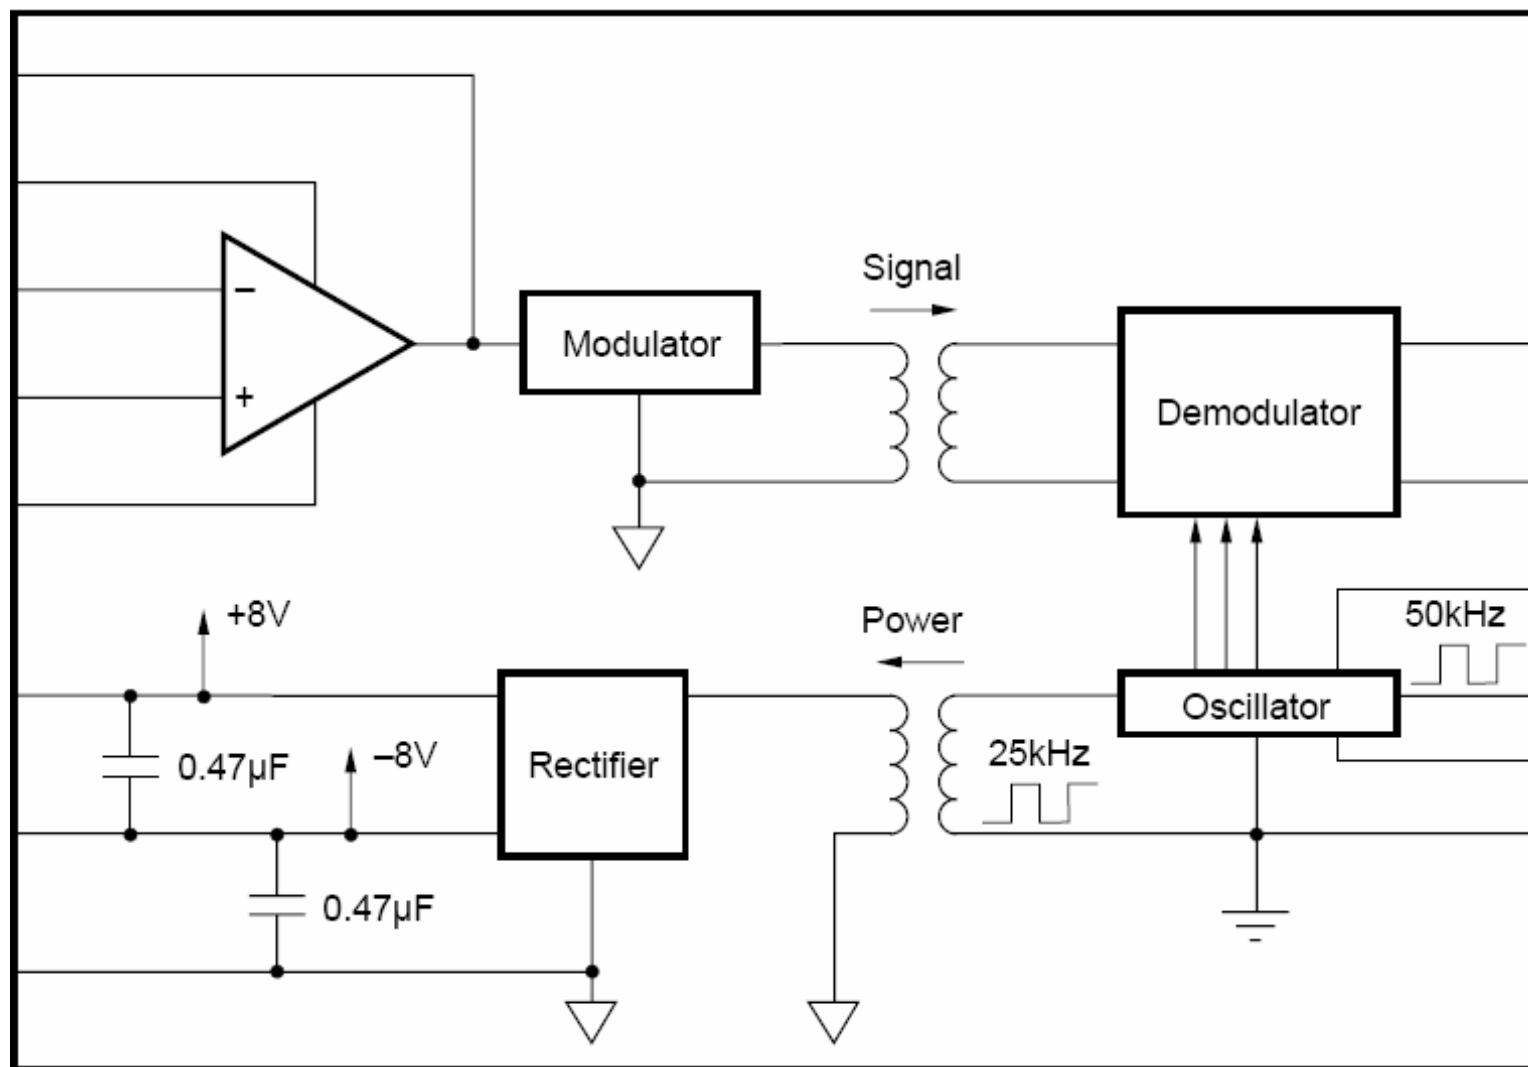 Signal
Modulator
Demodulator
–
+
+8V
Power
50kHz
Oscillator
–8V
0.47µF
Rectifier
25kHz
0.47µF